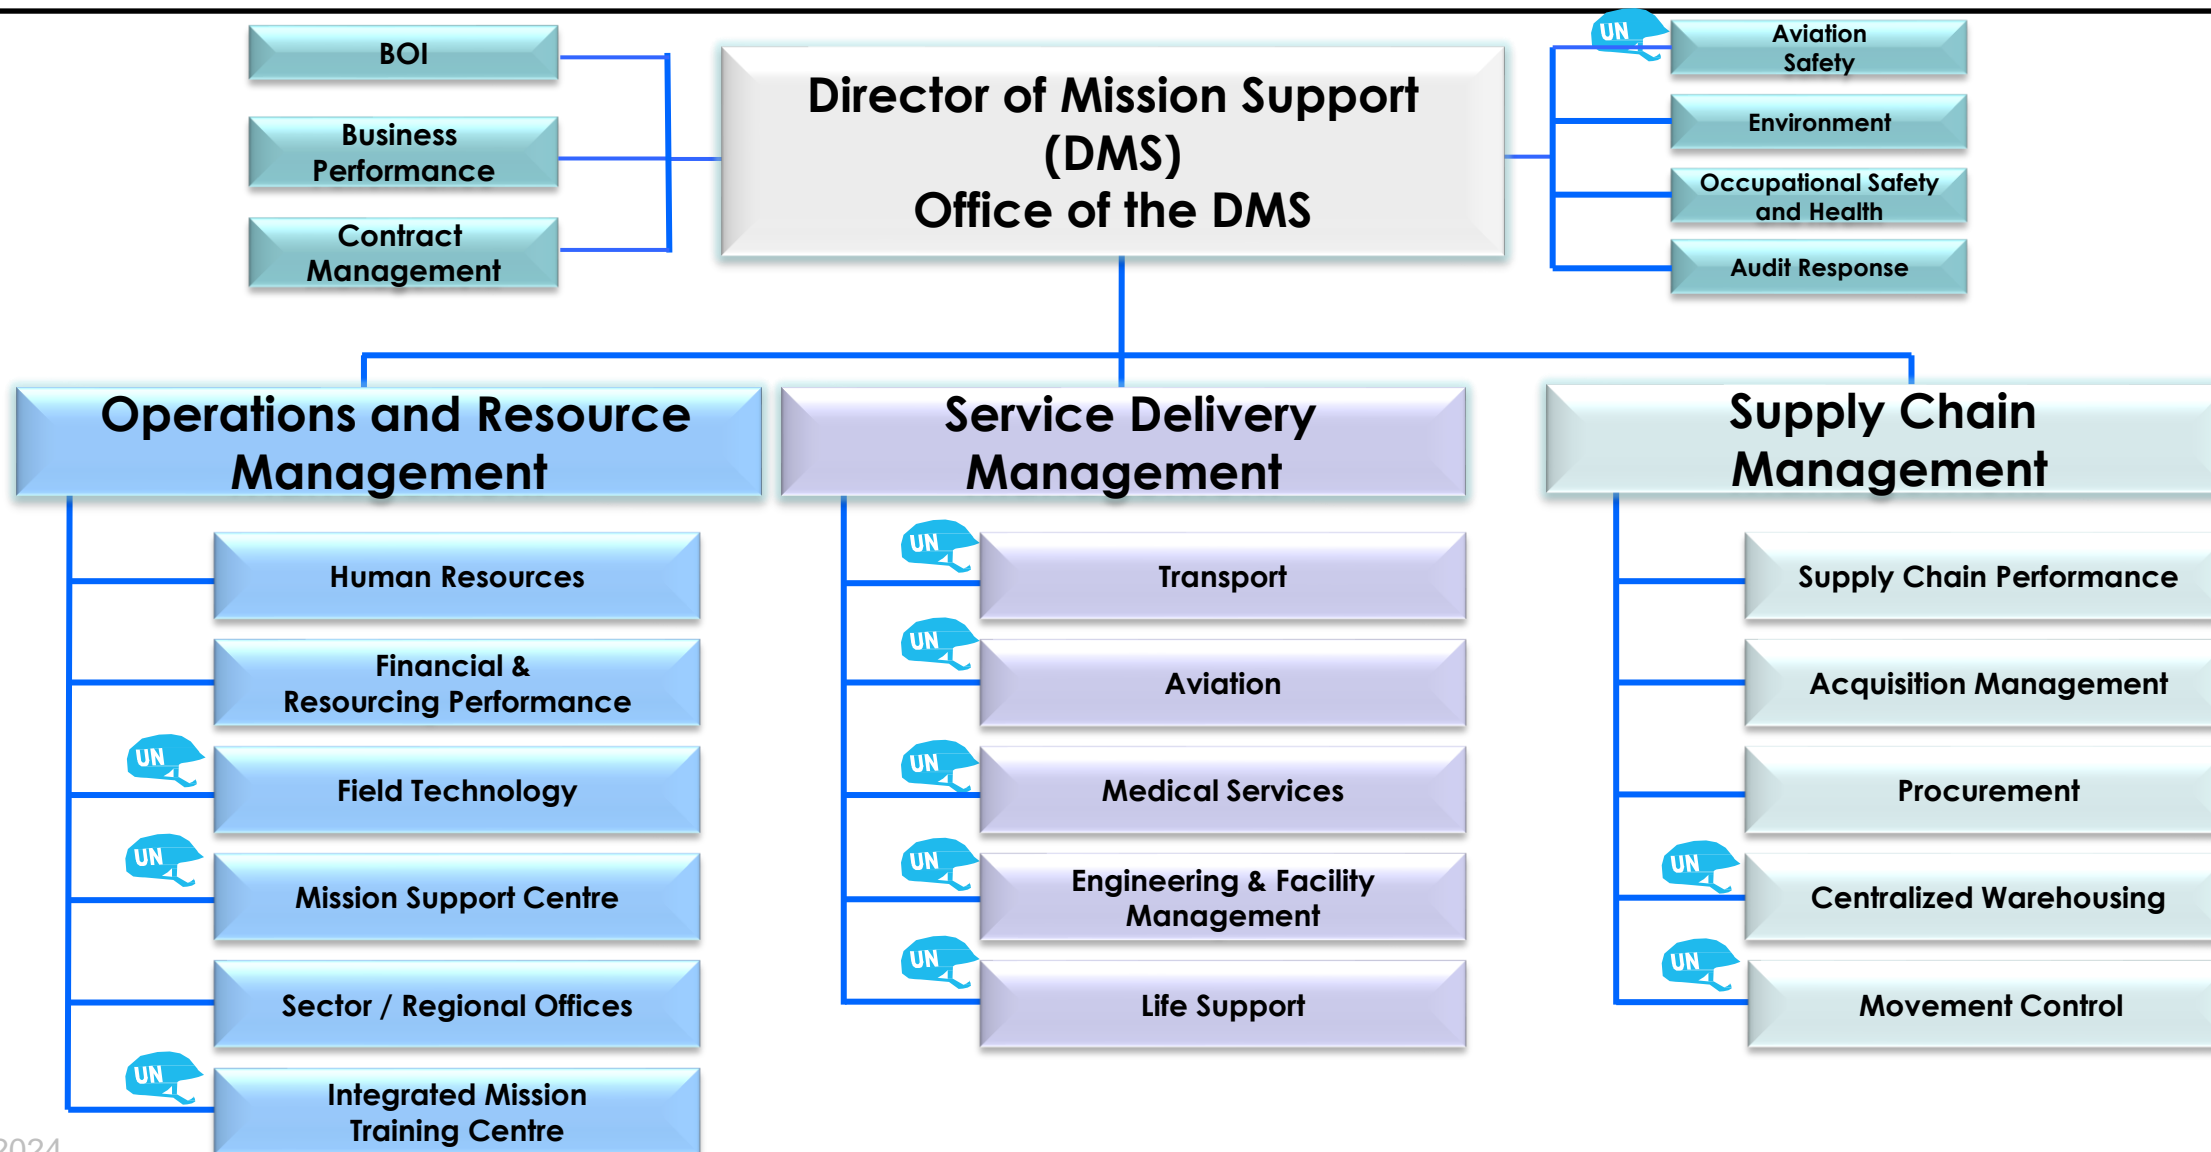 BOI
Business
Performance
Contract
Management
Director of Mission Support
(DMS)
Office of the DMS
UN
Aviation
Safety
Environment
Occupational Safety
and Health
Audit Response
Operations and Resource
Management
Human Resources
Financial &
Resourcing Performance
UN
Field Technology
UN
Mission Support Centre
Sector / Regional Offices
UN
Integrated Mission
Training Centre
Service Delivery
Management
UN
Transport
UN
Aviation
UN
Medical Services
UN
Engineering & Facility
Management
UN
Life Support
Supply Chain
Management
Supply Chain Performance
Acquisition Management
Procurement
UN
Centralized Warehousing
UN
Movement Control
2024